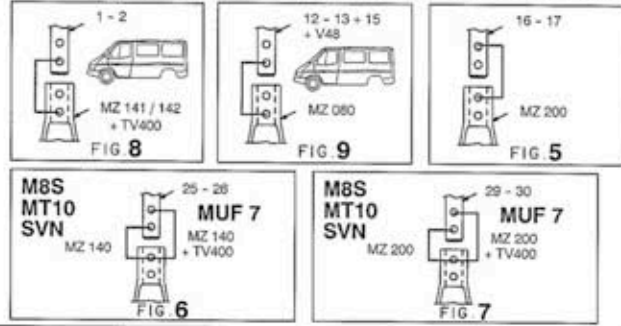 1 - 2
MZ 141 / 142
+ TV400
FIG. 8
12 - 13 + 15
+ V48
MZ 080
FIG. 9
16 - 17
MZ 200
FIG. 5
M8S
MT10
SVN
25 - 28
MUF 7
MZ 140
MZ 140
+ TV400
FIG. 6
M8S
MT10
SVN
29 - 30
MUF 7
MZ 200
MZ 200
+ TV400
FIG. 7